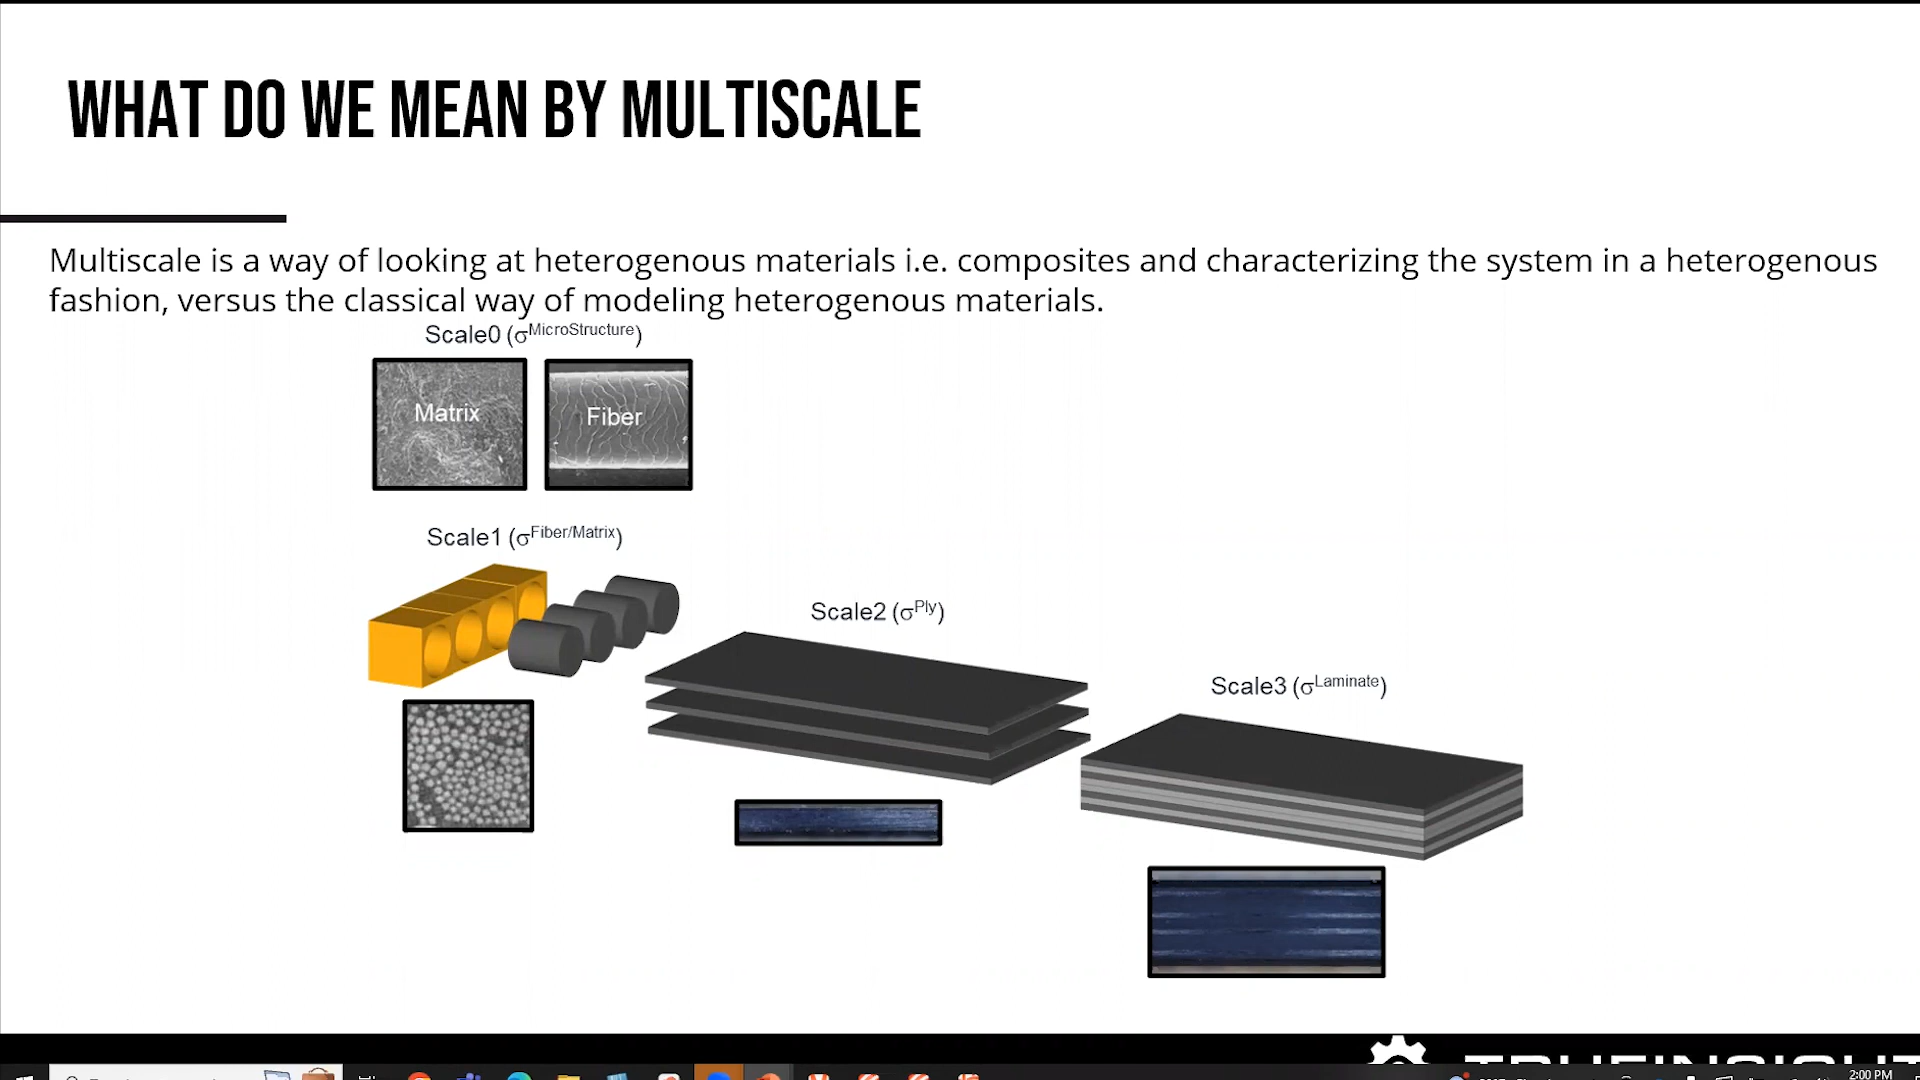 WHAT DO WE MEAN BY MULTISCALE
Multiscale is a way of looking at heterogenous materials i.e. composites and characterizing the system in a heterogenous
fashion, versus the classical way of modeling heterogenous materials.
Scale0 (σMicroStructure)
Matrix
Fiber
Scale1 (σFiber/Matrix)
Scale2 (σPly)
Scale3 (σLaminate)
2:00 PM